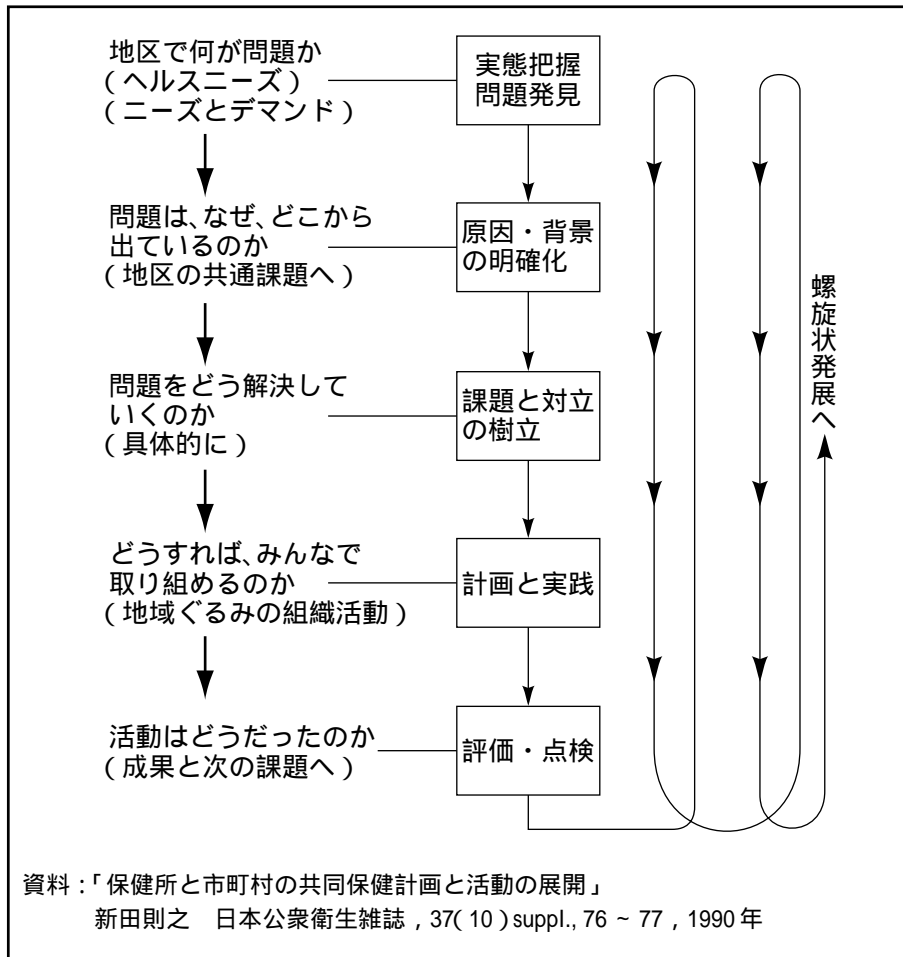 地区で何が問題か
(ヘルスニーズ)
(ニーズとデマンド)
実態把握
問題発見
問題は、なぜ、どこから
出ているのか
(地区の共通課題へ)
原因・背景
の明確化
問題をどう解決して
いくのか
(具体的に)
課題と対立
の樹立
どうすれば、みんなで
取り組めるのか
(地域ぐるみの組織活動)
計画と実践
活動はどうだったのか
(成果と次の課題へ)
評価・点検
螺旋状発展へ
資料:「保健所と市町村の共同保健計画と活動の展開」
新田則之 日本公衆衛生雑誌,37(10)suppl.,76~77,1990年